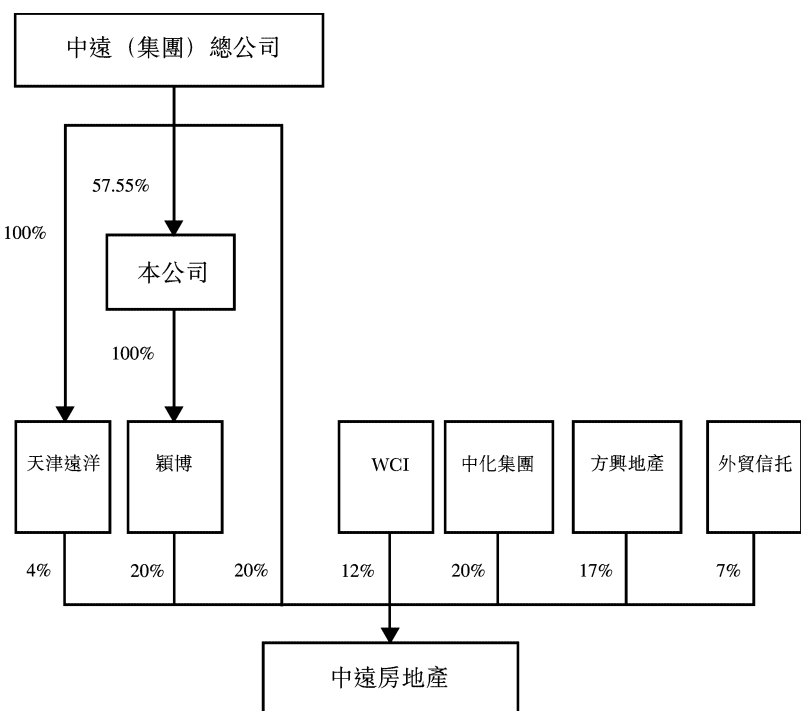 中遠（集團）總公司
57.55%
100%
本公司
100%
天津遠洋
穎博
WCI
中化集團
方興地產
外貿信托
4%
20%
20%
12%
20%
17%
7%
中遠房地產